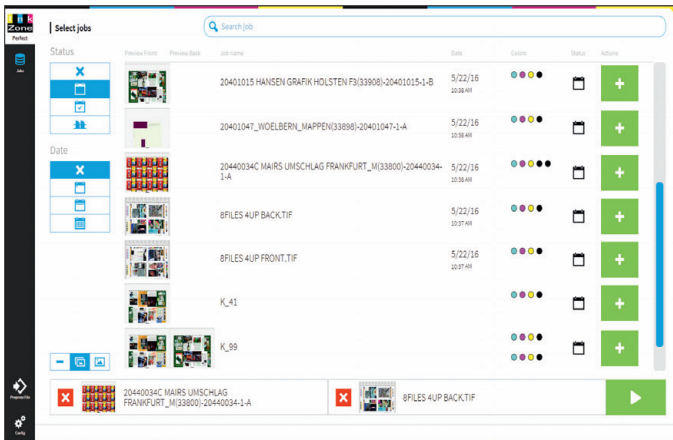 Ink
Zone
Perfect
Select jobs
Search job
Jobs
Status
Preview Front
Preview Back
Job name
Date
Colors
Status
Actions
20401015 HANSEN GRAFIK HOLSTEN F3(33908)-20401015-1-B
5/22/16
10:38 AM
20401047_WOELBERN_MAPPEN(33898)-20401047-1-A
5/22/16
10:38 AM
Date
20440034C MAIRS UMSCHLAG FRANKFURT_M(33800)-20440034-
1-A
5/22/16
10:38 AM
8FILES 4UP BACK.TIF
5/22/16
10:37 AM
8FILES 4UP FRONT.TIF
5/22/16
10:37 AM
K_41
K_99
Prepress File
Config
20440034C MAIRS UMSCHLAG
FRANKFURT_M(33800)-20440034-1-A
8FILES 4UP BACK.TIF